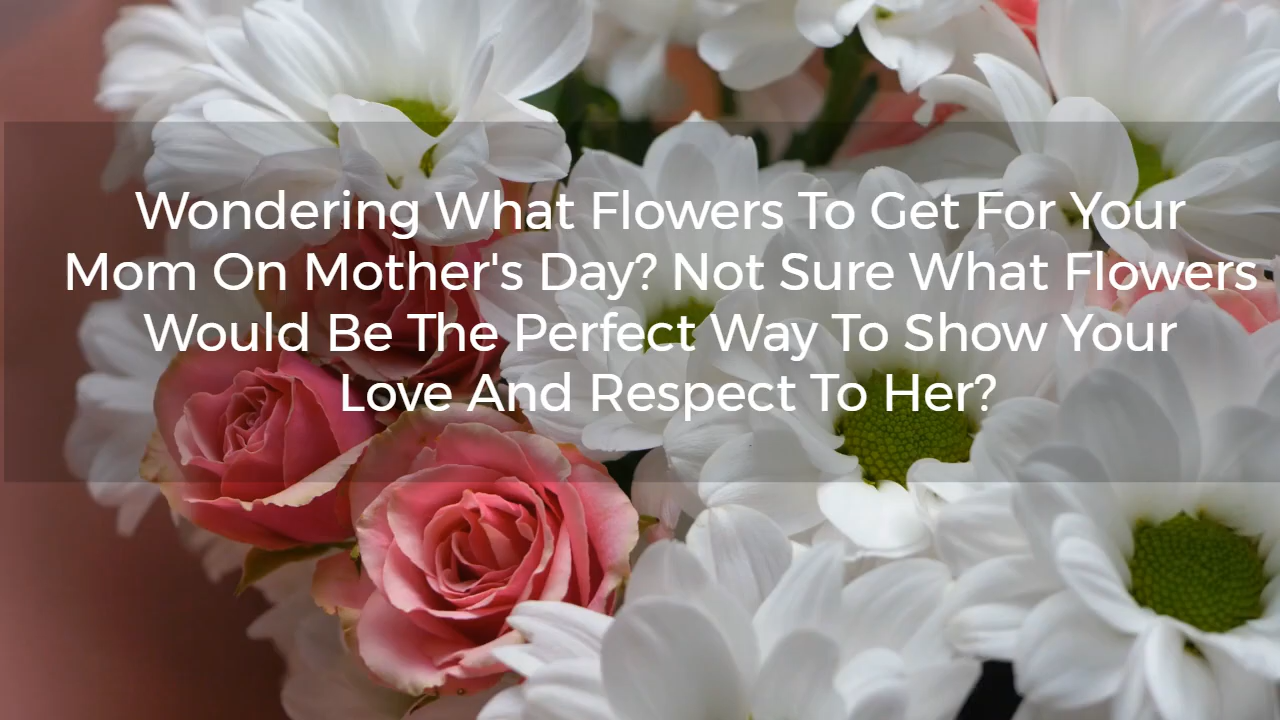 Wondering What Flowers To Get For Your
Mom On Mother's Day? Not Sure What Flowers
Would Be The Perfect Way To Show Your
Love And Respect To Her?